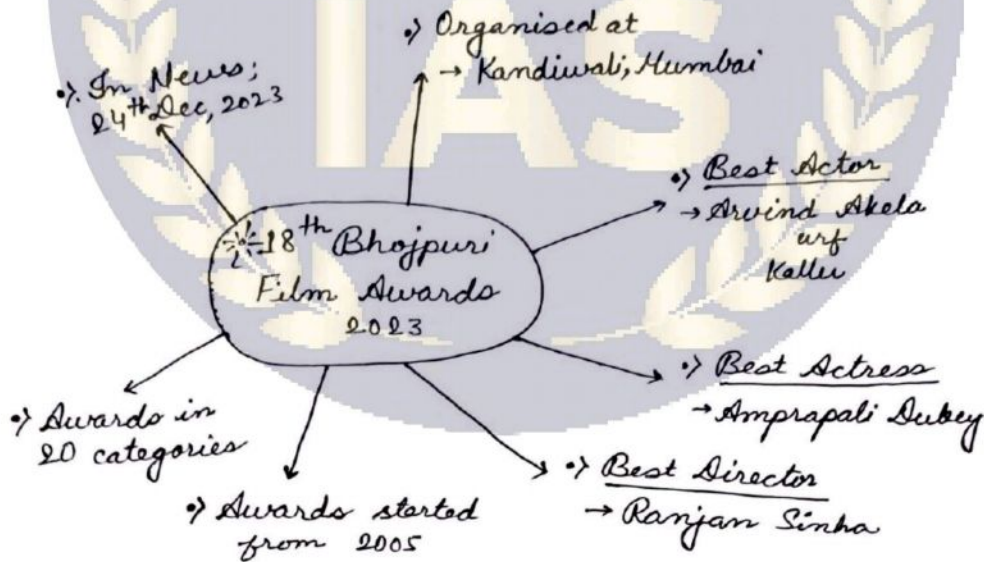 •) Organised at
→ Kandiwali, Mumbai
•) In News;
24th Dec, 2023
IAS
•) Best Actor
→ Arvind Akela
urf
Kallu
18th Bhojpuri
Film Awards
2023
•) Best Actress
→ Amprapali Dubey
•) Awards in
20 categories
•) Best Director
→ Ranjan Sinha
•) Awards started
from 2005